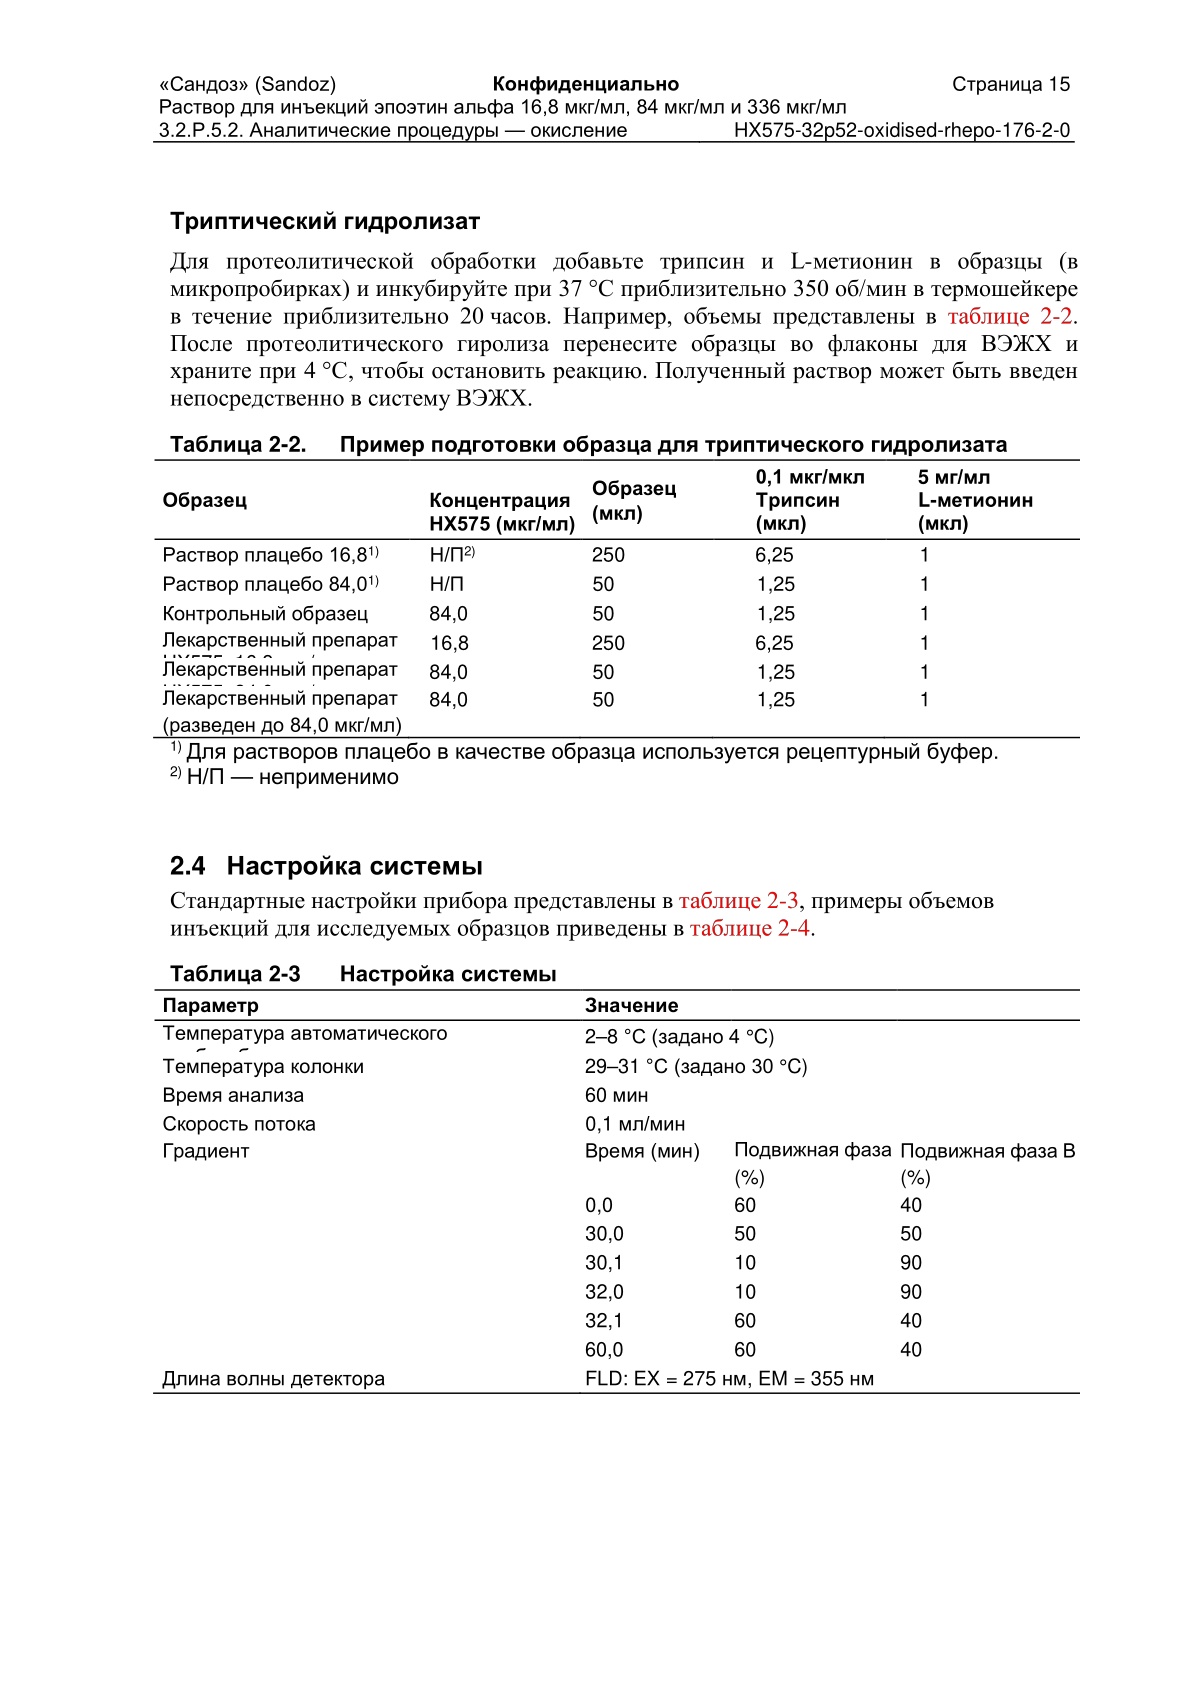 «Сандоз» (Sandoz) Конфиденциально Страница 15
Раствор для инъекций эпоэтин альфа 16,8 мкг/мл, 84 мкг/мл и 336 мкг/мл
3.2.P.5.2. Аналитические процедуры — окисление HX575-32p52-oxidised-rhepo-176-2-0
Триптический гидролизат
Для протеолитической обработки добавьте трипсин и L-метионин в образцы (в
микропробирках) и инкубируйте при 37 °C приблизительно 350 об/мин в термошейкере
в течение приблизительно 20 часов. Например, объемы представлены в таблице 2-2.
После протеолитического гиролиза перенесите образцы во флаконы для ВЭЖХ и
храните при 4 °C, чтобы остановить реакцию. Полученный раствор может быть введен
непосредственно в систему ВЭЖХ.
Таблица 2-2. Пример подготовки образца для триптического гидролизата
Образец Концентрация HX575 (мкг/мл) Образец (мкл) 0,1 мкг/мкл Трипсин (мкл) 5 мг/мл L-метионин (мкл)
Раствор плацебо 16,8¹⁾ Н/П²⁾ 250 6,25 1
Раствор плацебо 84,0¹⁾ Н/П 50 1,25 1
Контрольный образец 84,0 50 1,25 1
Лекарственный препарат 16,8 250 6,25 1
Лекарственный препарат 84,0 50 1,25 1
Лекарственный препарат 84,0 50 1,25 1
(разведен до 84,0 мкг/мл)
¹⁾ Для растворов плацебо в качестве образца используется рецептурный буфер.
²⁾ Н/П — неприменимо
2.4 Настройка системы
Стандартные настройки прибора представлены в таблице 2-3, примеры объемов
инъекций для исследуемых образцов приведены в таблице 2-4.
Таблица 2-3 Настройка системы
Параметр Значение
Температура автоматического 2–8 °C (задано 4 °C)
Температура колонки 29–31 °C (задано 30 °C)
Время анализа 60 мин
Скорость потока 0,1 мл/мин
Градиент Время (мин) Подвижная фаза Подвижная фаза B
(%) (%)
0,0 60 40
30,0 50 50
30,1 10 90
32,0 10 90
32,1 60 40
60,0 60 40
Длина волны детектора FLD: EX = 275 нм, EM = 355 нм